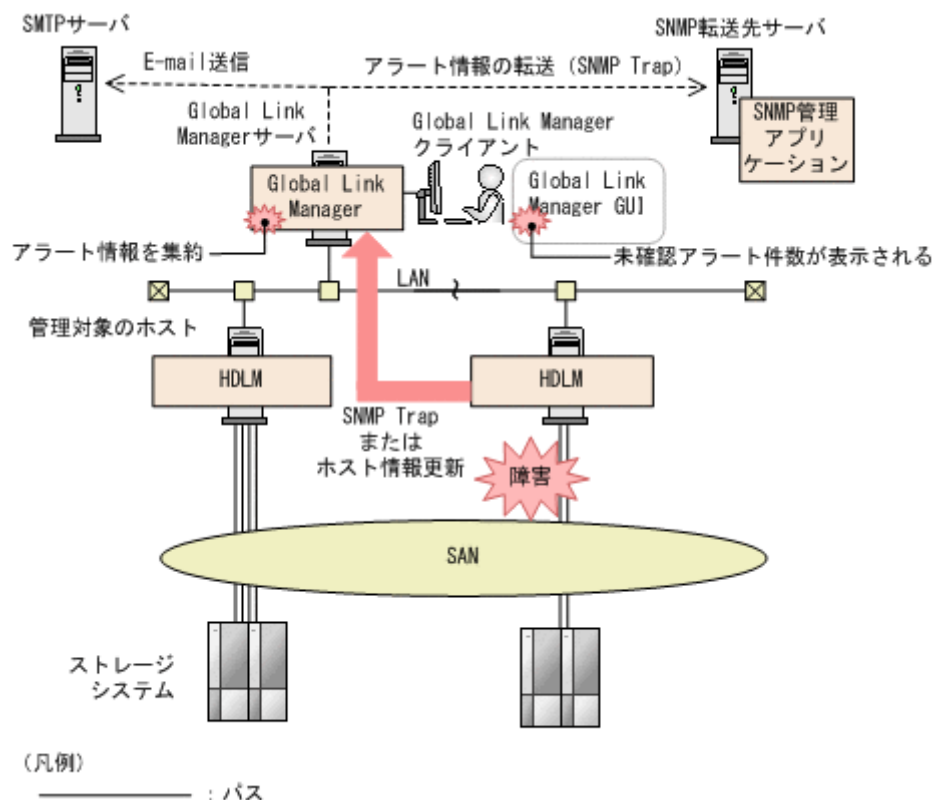 SMTPサーバ
SNMP転送先サーバ
E-mail送信
アラート情報の転送 (SNMP Trap)
Global Link
Managerサーバ
Global Link Manager
クライアント
SNMP管理
アプリ
ケーション
Global Link
Manager
Global Link
Manager GUI
アラート情報を集約
未確認アラート件数が表示される
LAN
管理対象のホスト
HDLM
HDLM
SNMP Trap
または
ホスト情報更新
障害
SAN
ストレージ
システム
(凡例)
：パス